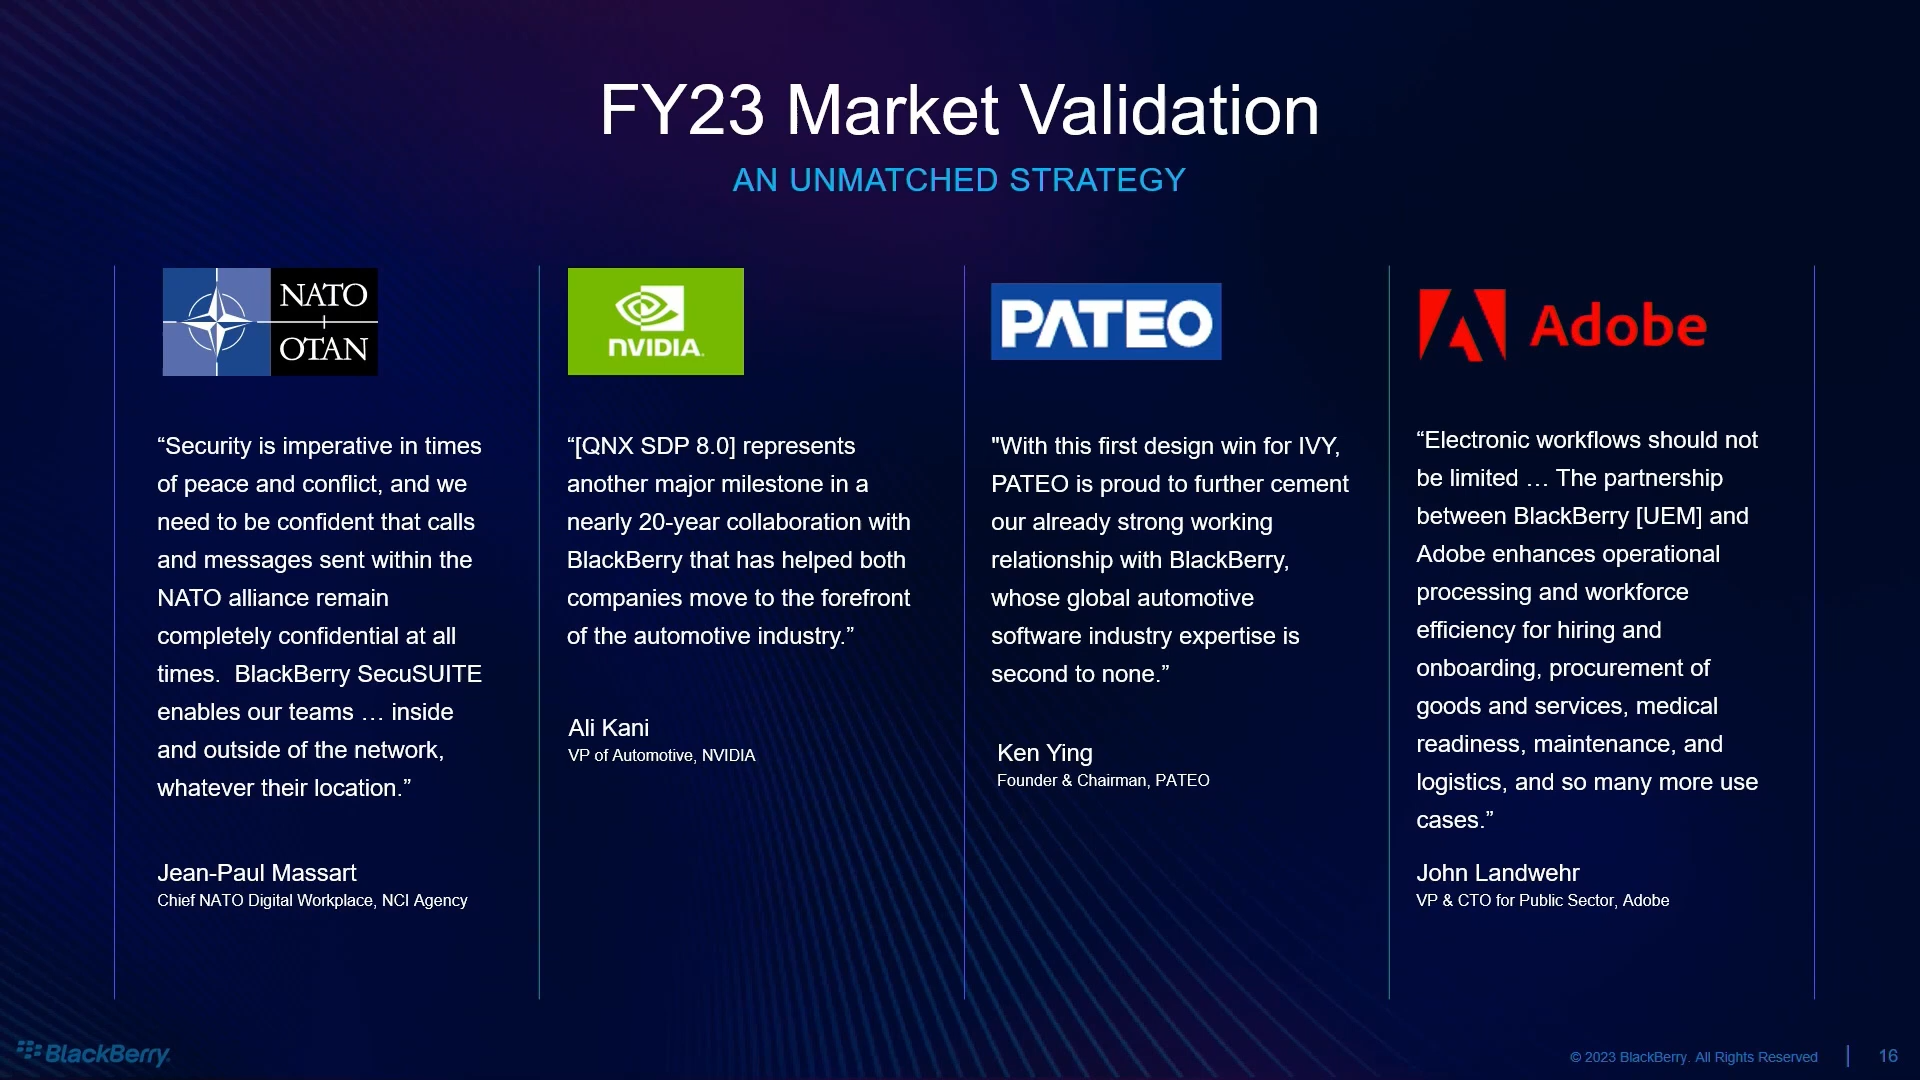 FY23 Market Validation
AN UNMATCHED STRATEGY
NATO
OTAN
“Security is imperative in times
of peace and conflict, and we
need to be confident that calls
and messages sent within the
NATO alliance remain
completely confidential at all
times.  BlackBerry SecuSUITE
enables our teams … inside
and outside of the network,
whatever their location.”
Jean-Paul Massart
Chief NATO Digital Workplace, NCI Agency
NVIDIA.
“[QNX SDP 8.0] represents
another major milestone in a
nearly 20-year collaboration with
BlackBerry that has helped both
companies move to the forefront
of the automotive industry.”
Ali Kani
VP of Automotive, NVIDIA
PATEO
"With this first design win for IVY,
PATEO is proud to further cement
our already strong working
relationship with BlackBerry,
whose global automotive
software industry expertise is
second to none.”
Ken Ying
Founder & Chairman, PATEO
Adobe
“Electronic workflows should not
be limited … The partnership
between BlackBerry [UEM] and
Adobe enhances operational
processing and workforce
efficiency for hiring and
onboarding, procurement of
goods and services, medical
readiness, maintenance, and
logistics, and so many more use
cases.”
John Landwehr
VP & CTO for Public Sector, Adobe
BlackBerry
© 2023 BlackBerry. All Rights Reserved
16